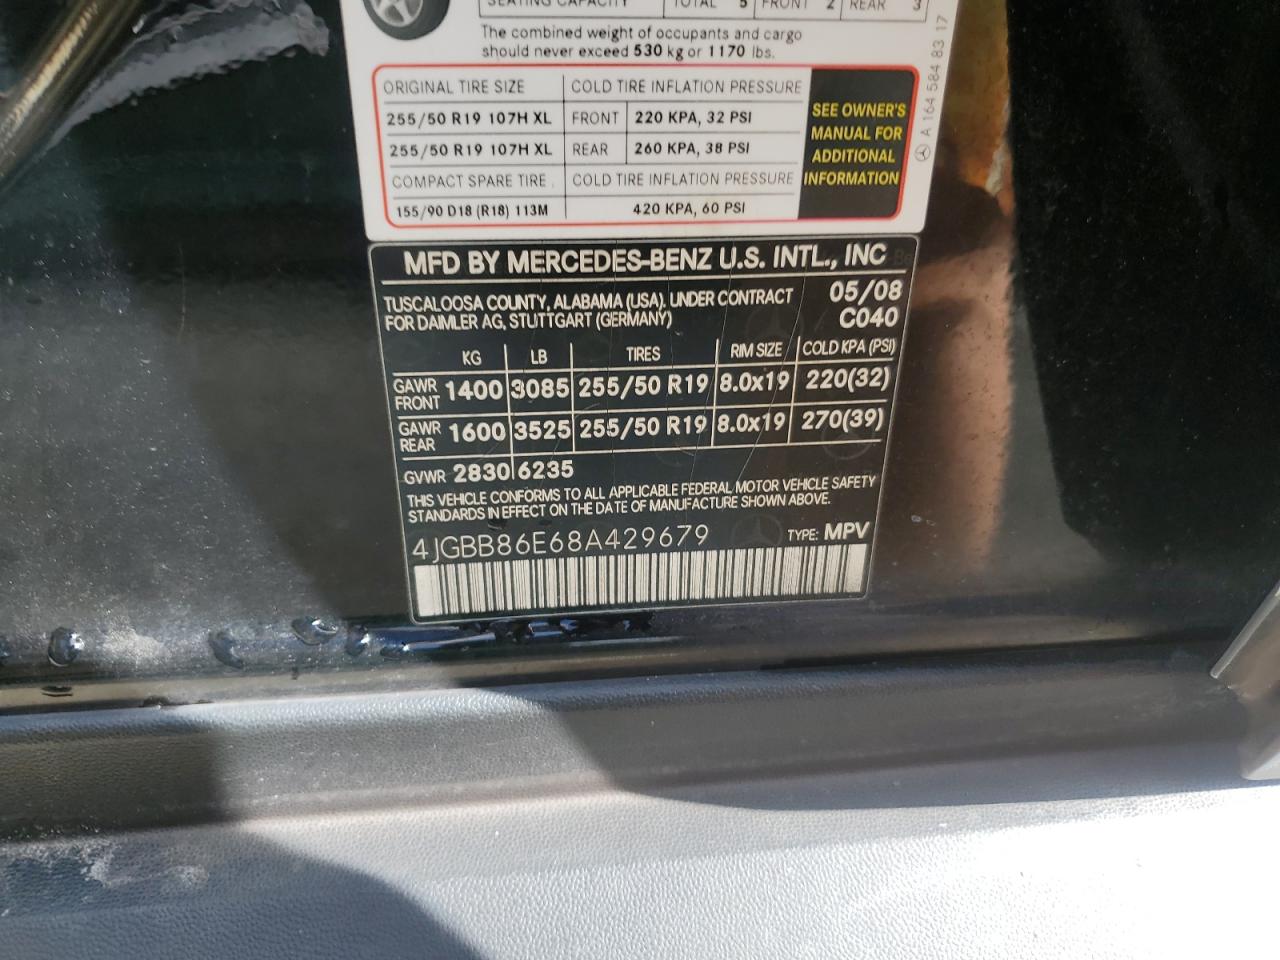 SEATING CAPACITY TOTAL 5 FRONT 2 REAR 3
The combined weight of occupants and cargo
should never exceed 530 kg or 1170 lbs.
ORIGINAL TIRE SIZE COLD TIRE INFLATION PRESSURE
255/50 R19 107H XL FRONT 220 KPA, 32 PSI
255/50 R19 107H XL REAR 260 KPA, 38 PSI
COMPACT SPARE TIRE COLD TIRE INFLATION PRESSURE
155/90 D18 (R18) 113M 420 KPA, 60 PSI
SEE OWNER'S
MANUAL FOR
ADDITIONAL
INFORMATION
A 164 584 83 17
MFD BY MERCEDES-BENZ U.S. INTL., INC
TUSCALOOSA COUNTY, ALABAMA (USA), UNDER CONTRACT 05/08
FOR DAIMLER AG, STUTTGART (GERMANY) C040
KG LB TIRES RIM SIZE COLD KPA (PSI)
GAWR
FRONT 1400 3085 255/50 R19 8.0x19 220(32)
GAWR
REAR 1600 3525 255/50 R19 8.0x19 270(39)
GVWR 2830 6235
THIS VEHICLE CONFORMS TO ALL APPLICABLE FEDERAL MOTOR VEHICLE SAFETY
STANDARDS IN EFFECT ON THE DATE OF MANUFACTURE SHOWN ABOVE.
4JGBB86E68A429679 TYPE: MPV